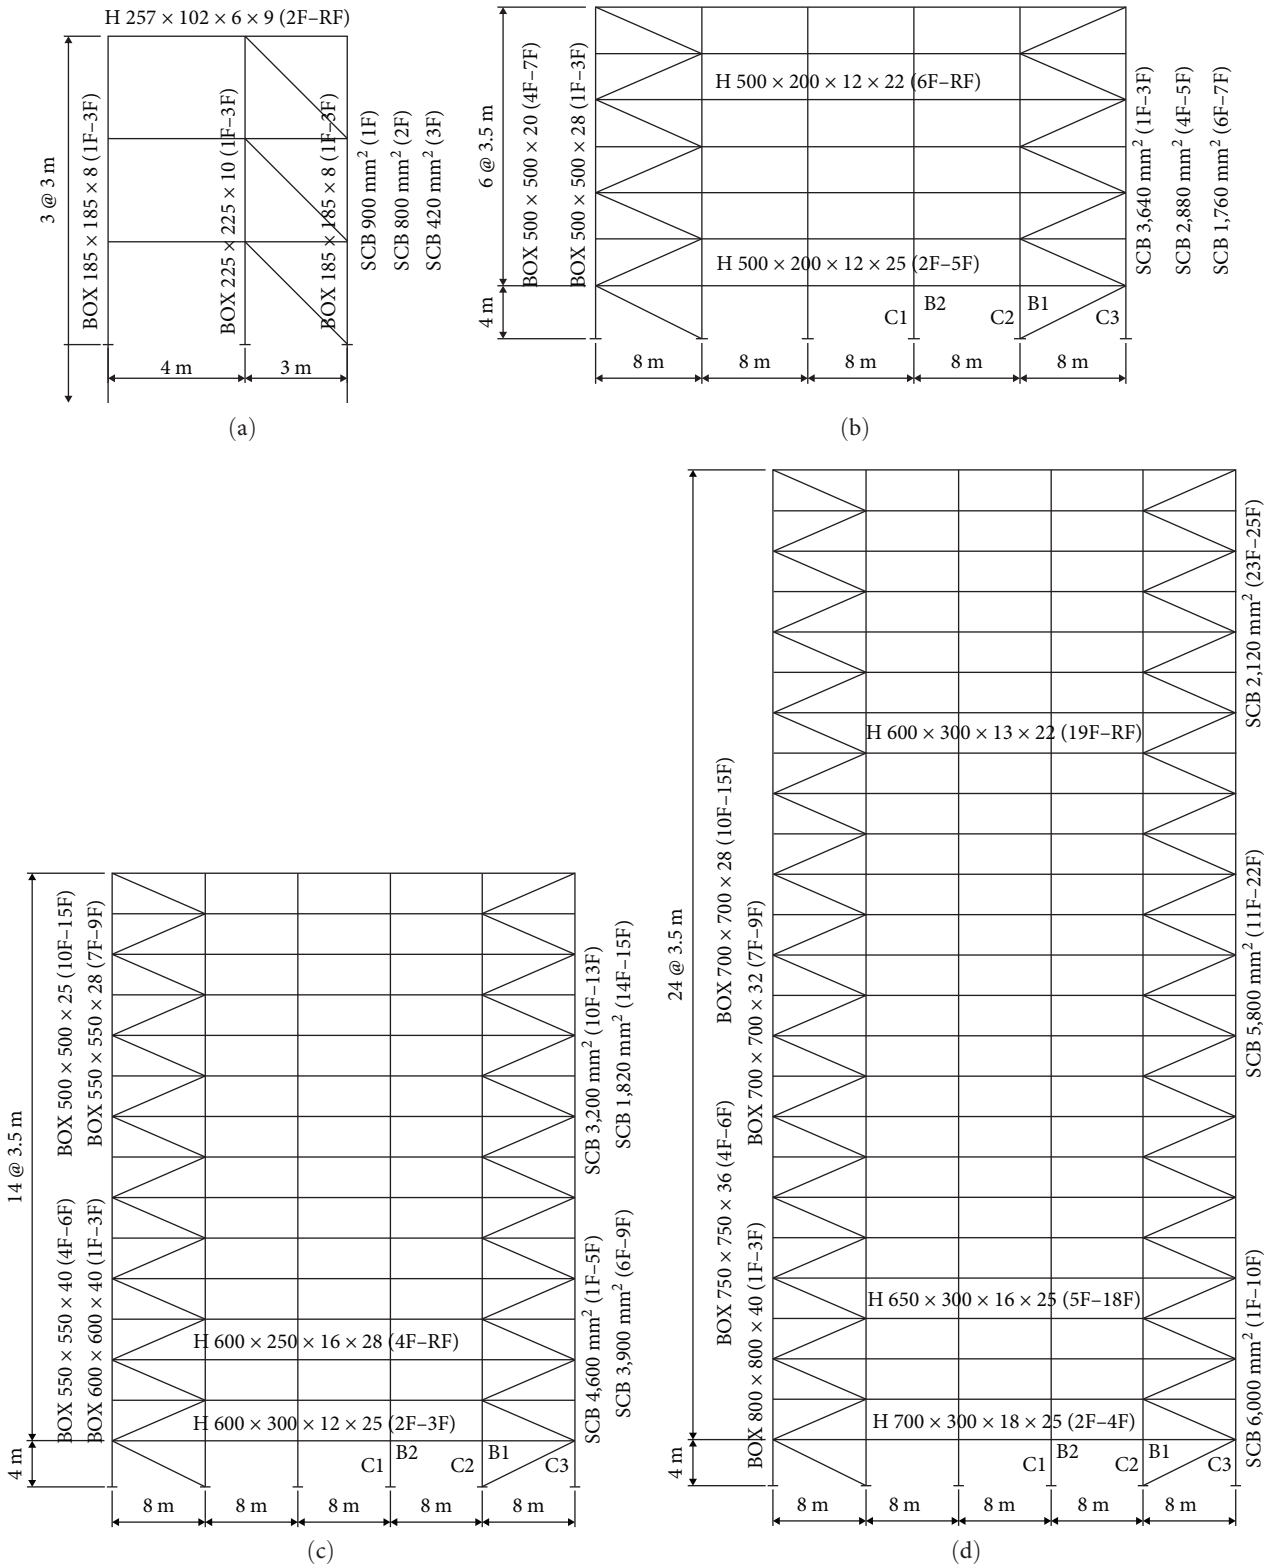 H 257 × 102 × 6 × 9 (2F–RF)
3 @ 3 m
BOX 185 × 185 × 8 (1F–3F)
BOX 225 × 225 × 10 (1F–3F)
BOX 185 × 185 × 8 (1F–3F)
SCB 900 mm² (1F)
SCB 800 mm² (2F)
SCB 420 mm² (3F)
4 m
3 m
(a)
6 @ 3.5 m
4 m
BOX 500 × 500 × 20 (4F–7F)
BOX 500 × 500 × 28 (1F–3F)
H 500 × 200 × 12 × 22 (6F–RF)
H 500 × 200 × 12 × 25 (2F–5F)
C1
B2
C2
B1
C3
SCB 3,640 mm² (1F–3F)
SCB 2,880 mm² (4F–5F)
SCB 1,760 mm² (6F–7F)
8 m
8 m
8 m
8 m
8 m
(b)
14 @ 3.5 m
4 m
BOX 500 × 500 × 25 (10F–15F)
BOX 550 × 550 × 28 (7F–9F)
BOX 550 × 550 × 40 (4F–6F)
BOX 600 × 600 × 40 (1F–3F)
H 600 × 250 × 16 × 28 (4F–RF)
H 600 × 300 × 12 × 25 (2F–3F)
C1
B2
C2
B1
C3
SCB 3,200 mm² (10F–13F)
SCB 1,820 mm² (14F–15F)
SCB 4,600 mm² (1F–5F)
SCB 3,900 mm² (6F–9F)
8 m
8 m
8 m
8 m
8 m
(c)
24 @ 3.5 m
4 m
BOX 700 × 700 × 28 (10F–15F)
BOX 700 × 700 × 32 (7F–9F)
BOX 750 × 750 × 36 (4F–6F)
BOX 800 × 800 × 40 (1F–3F)
H 600 × 300 × 13 × 22 (19F–RF)
H 650 × 300 × 16 × 25 (5F–18F)
H 700 × 300 × 18 × 25 (2F–4F)
C1
B2
C2
B1
C3
SCB 2,120 mm² (23F–25F)
SCB 5,800 mm² (11F–22F)
SCB 6,000 mm² (1F–10F)
8 m
8 m
8 m
8 m
8 m
(d)